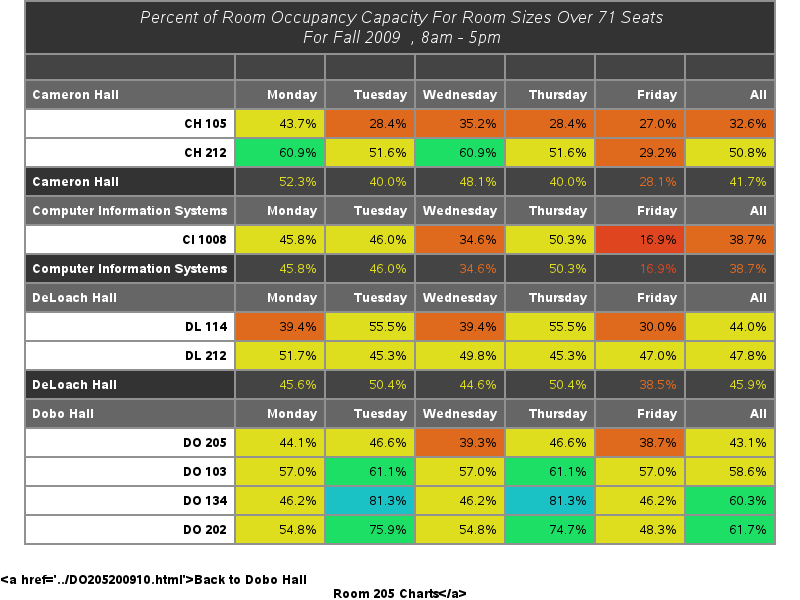 Percent of Room Occupancy Capacity For Room Sizes Over 71 Seats
For Fall 2009 , 8am - 5pm
Cameron Hall Monday Tuesday Wednesday Thursday Friday All
CH 105 43.7% 28.4% 35.2% 28.4% 27.0% 32.6%
CH 212 60.9% 51.6% 60.9% 51.6% 29.2% 50.8%
Cameron Hall 52.3% 40.0% 48.1% 40.0% 28.1% 41.7%
Computer Information Systems Monday Tuesday Wednesday Thursday Friday All
CI 1008 45.8% 46.0% 34.6% 50.3% 16.9% 38.7%
Computer Information Systems 45.8% 46.0% 34.6% 50.3% 16.9% 38.7%
DeLoach Hall Monday Tuesday Wednesday Thursday Friday All
DL 114 39.4% 55.5% 39.4% 55.5% 30.0% 44.0%
DL 212 51.7% 45.3% 49.8% 45.3% 47.0% 47.8%
DeLoach Hall 45.6% 50.4% 44.6% 50.4% 38.5% 45.9%
Dobo Hall Monday Tuesday Wednesday Thursday Friday All
DO 205 44.1% 46.6% 39.3% 46.6% 38.7% 43.1%
DO 103 57.0% 61.1% 57.0% 61.1% 57.0% 58.6%
DO 134 46.2% 81.3% 46.2% 81.3% 46.2% 60.3%
DO 202 54.8% 75.9% 54.8% 74.7% 48.3% 61.7%
<a href='../DO205200910.html'>Back to Dobo Hall
Room 205 Charts</a>